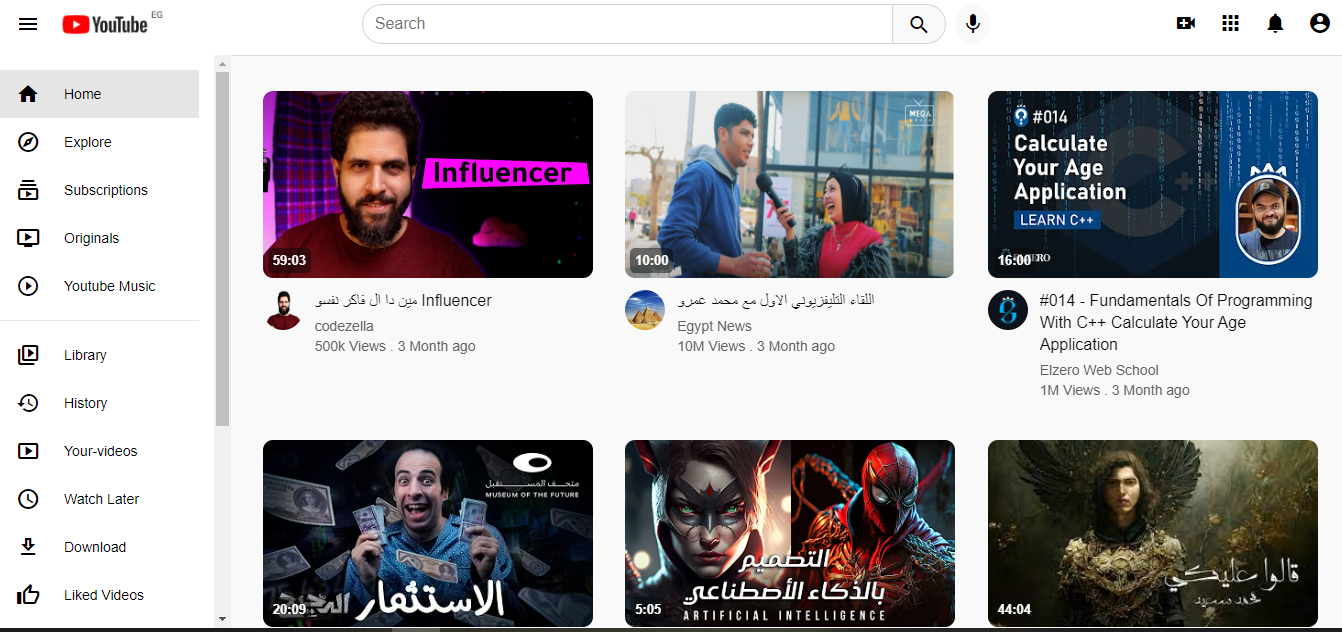 YouTube EG
Search
Home
Explore
Subscriptions
Originals
Youtube Music
Library
History
Your-videos
Watch Later
Download
Liked Videos
Influencer
59:03
مين دا ال فاكر نفسو Influencer
codezella
500k Views . 3 Month ago
MEGA
10:00
اللقاء التليفزيوني الاول مع محمد عمرو
Egypt News
10M Views . 3 Month ago
#014
Calculate
Your Age
Application
LEARN C++
16:00
#014 - Fundamentals Of Programming
With C++ Calculate Your Age
Application
Elzero Web School
1M Views . 3 Month ago
متحف المستقبل
MUSEUM OF THE FUTURE
الاستثمار
20:09
التصميم
بالذكاء الأصطناعي
ARTIFICIAL INTELLIGENCE
5:05
قالوا عليكي
محمد سعيد
44:04